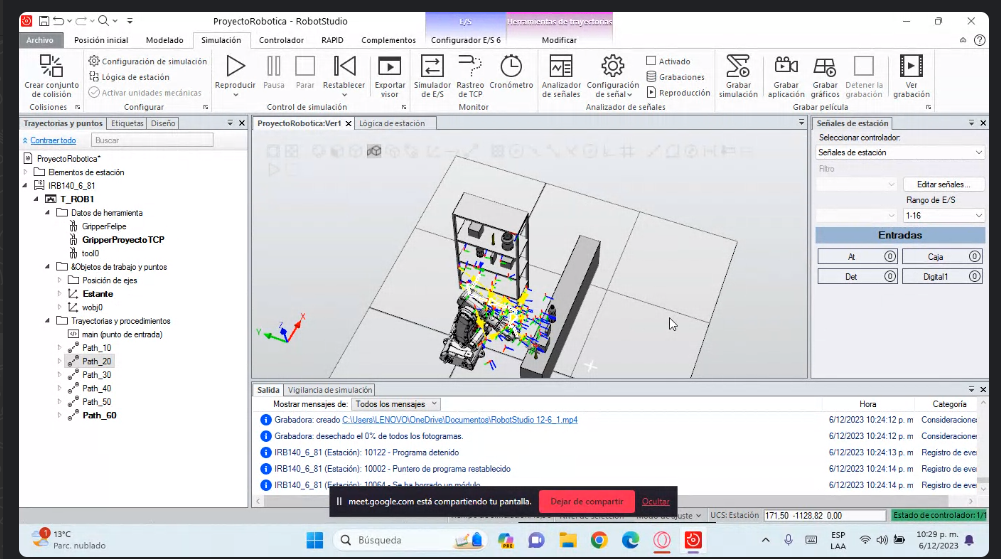 ProyectoRobotica - RobotStudio
E/S
Herramientas de trayectorias
Archivo
Posición inicial
Modelado
Simulación
Controlador
RAPID
Complementos
Configurador E/S 6
Modificar
Crear conjunto de colisión
Configuración de simulación
Lógica de estación
Activar unidades mecánicas
Reproducir
Pausa
Parar
Restablecer
Exportar visor
Simulador de E/S
Rastreo de TCP
Cronómetro
Analizador de señales
Configuración de señal
Activado
Grabaciones
Reproducción
Grabar simulación
Grabar aplicación
Grabar gráficos
Detener la grabación
Ver grabación
Colisiones
Configurar
Control de simulación
Monitor
Analizador de señales
Grabar película
Trayectorias y puntos
Etiquetas
Diseño
Contraer todo
Buscar
ProyectoRobotica*
Elementos de estación
IRB140_6_81
T_ROB1
Datos de herramienta
GripperFelipe
GripperProyectoTCP
tool0
&Objetos de trabajo y puntos
Posición de ejes
Estante
wobj0
Trayectorias y procedimientos
main (punto de entrada)
Path_10
Path_20
Path_30
Path_40
Path_50
Path_60
ProyectoRobotica:Ver1
Lógica de estación
X
Y
Z
Señales de estación
Seleccionar controlador:
Señales de estación
Filtro
Editar señales...
Rango de E/S
1-16
Entradas
At 0
Caja 0
Det 0
Digital1 0
Salida
Vigilancia de simulación
Mostrar mensajes de: Todos los mensajes
Hora
Categoría
Grabadora: creado C:\Users\LENOVO\OneDrive\Documentos\RobotStudio 12-6_1.mp4 6/12/2023 10:24:12 p. m Consideracione
Grabadora: desechado el 0% de todos los fotogramas. 6/12/2023 10:24:12 p. m Consideracione
IRB140_6_81 (Estación): 10122 - Programa detenido 6/12/2023 10:24:13 p. m Registro de eve
IRB140_6_81 (Estación): 10002 - Puntero de programa restablecido 6/12/2023 10:24:14 p. m Registro de eve
IRB140_6_81 (Estación): 10064 - Se ha borrado un módulo 6/12/2023 10:24:14 p. m Registro de eve
meet.google.com está compartiendo tu pantalla.
Dejar de compartir
Ocultar
UCS: Estación
171.50 -1128.82 0.00
Estado de controlador: 1/1
1
13°C
Parc. nublado
Búsqueda
ESP
LAA
10:29 p. m.
6/12/2023